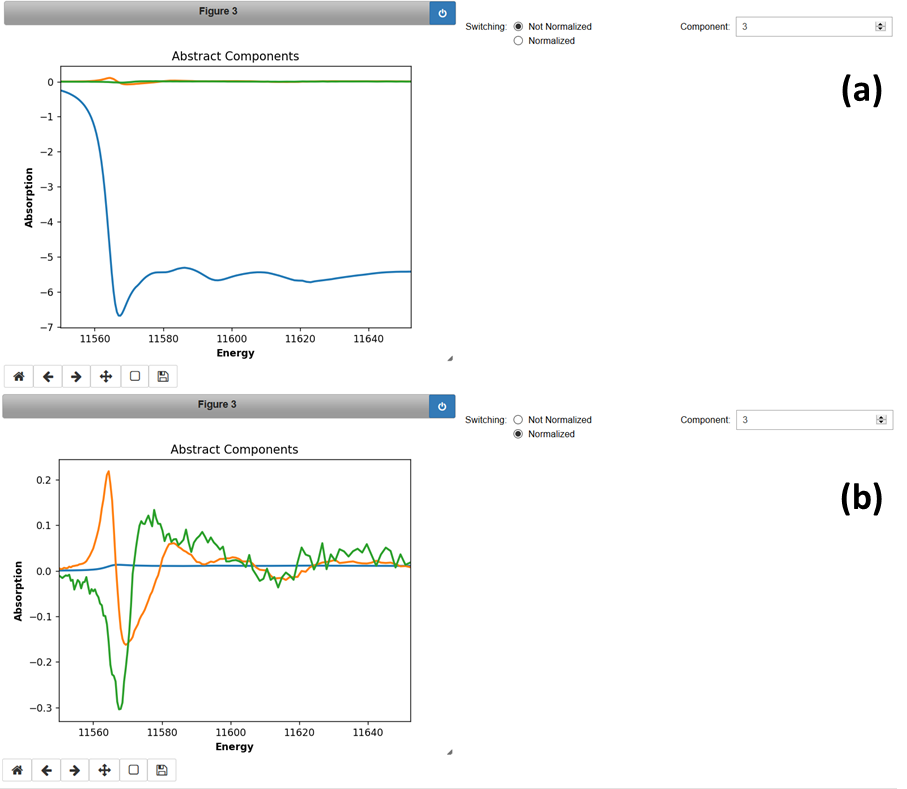 Figure 3
Switching: Not Normalized Component: 3
Normalized
(a)
Abstract Components
0
−1
−2
−3
−4
−5
−6
−7
Absorption
11560 11580 11600 11620 11640
Energy
Figure 3
Switching: Not Normalized Component: 3
Normalized
(b)
Abstract Components
0.2
0.1
0.0
−0.1
−0.2
−0.3
Absorption
11560 11580 11600 11620 11640
Energy